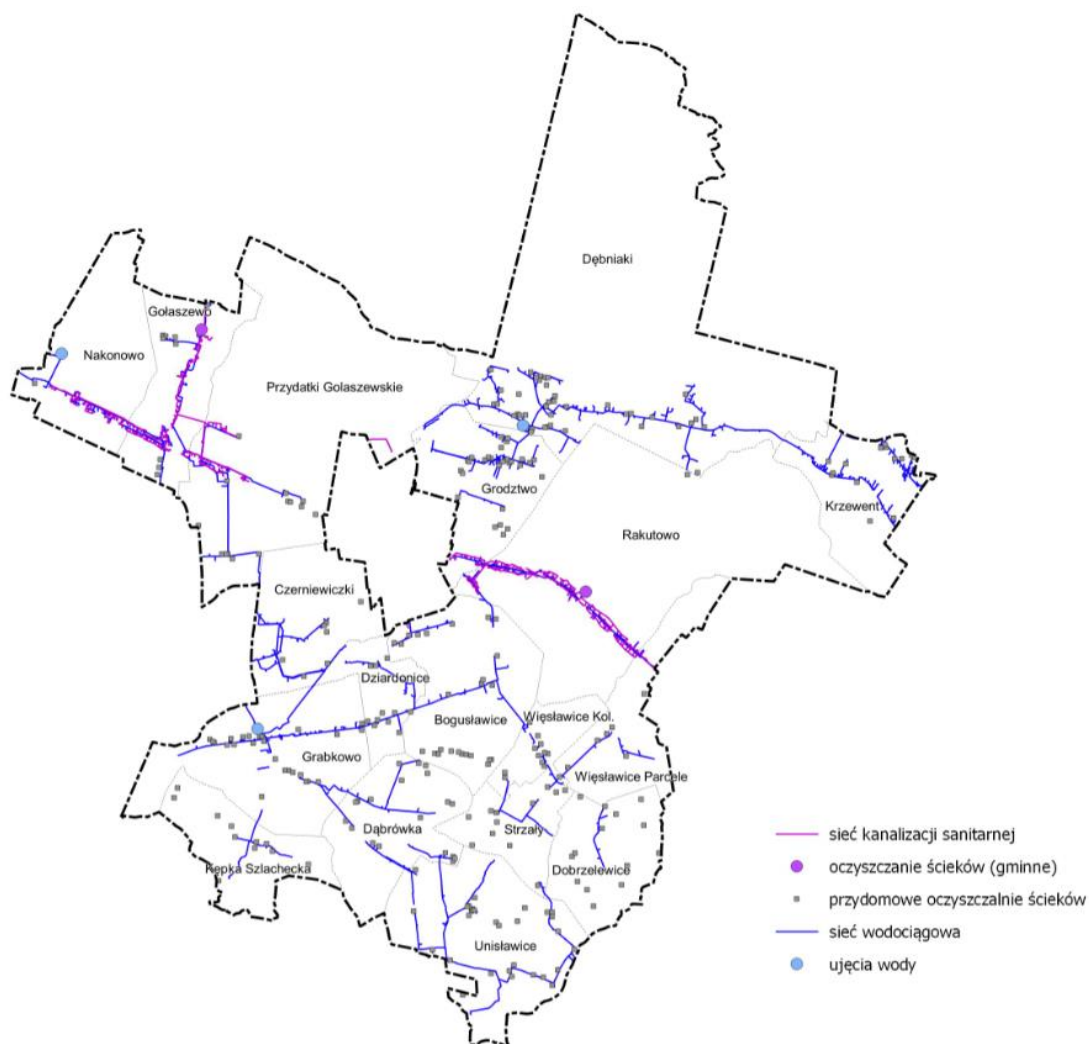 Dębniaki
Gołaszewo
Nakonowo
Przydatki Gołaszewskie
Grodztwo
Krzewent
Rakutowo
Czerniewiczki
Dziardonice
Bogusławice
Więsławice Kol.
Grabkowo
Więsławice Parcele
Dąbrówka
Strzały
Kępka Szlachecka
Dobrzelewice
Unisławice
sieć kanalizacji sanitarnej
oczyszczanie ścieków (gminne)
przydomowe oczyszczalnie ścieków
sieć wodociągowa
ujęcia wody